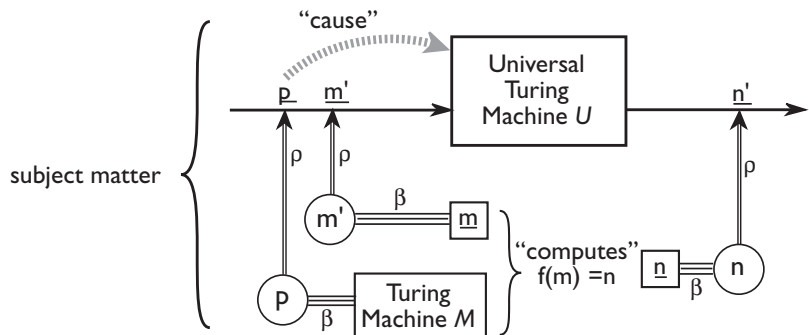 “cause”
p m' n'
Universal
Turing
Machine U
ρ ρ ρ
subject matter
m' β m
“computes”
f(m) =n
n β n
p β Turing
Machine M